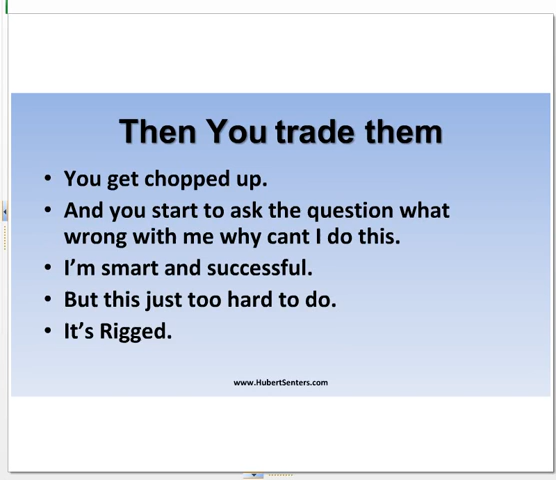 Then You trade them
• You get chopped up.
• And you start to ask the question what
wrong with me why cant I do this.
• I'm smart and successful.
• But this just too hard to do.
• It's Rigged.
www.HubertSenters.com